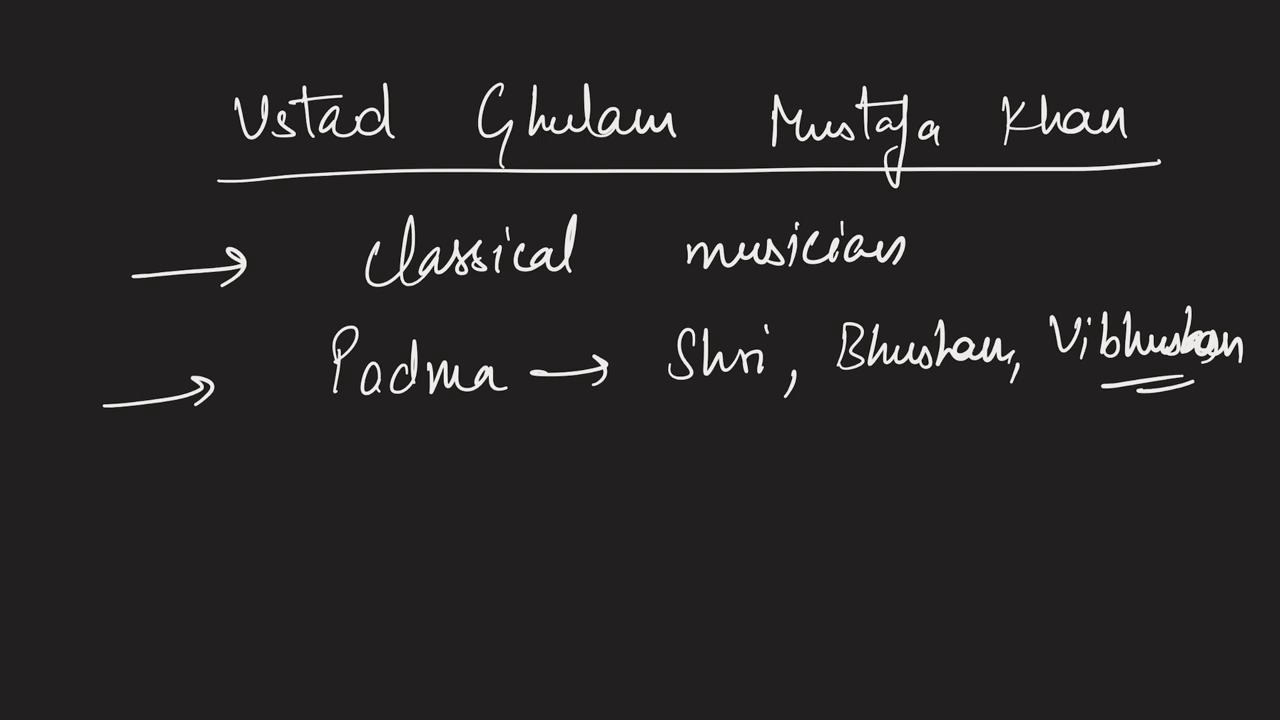 Ustad Ghulam Mustafa Khan
→ Classical musician
→ Padma → Shri, Bhushan, Vibhushan